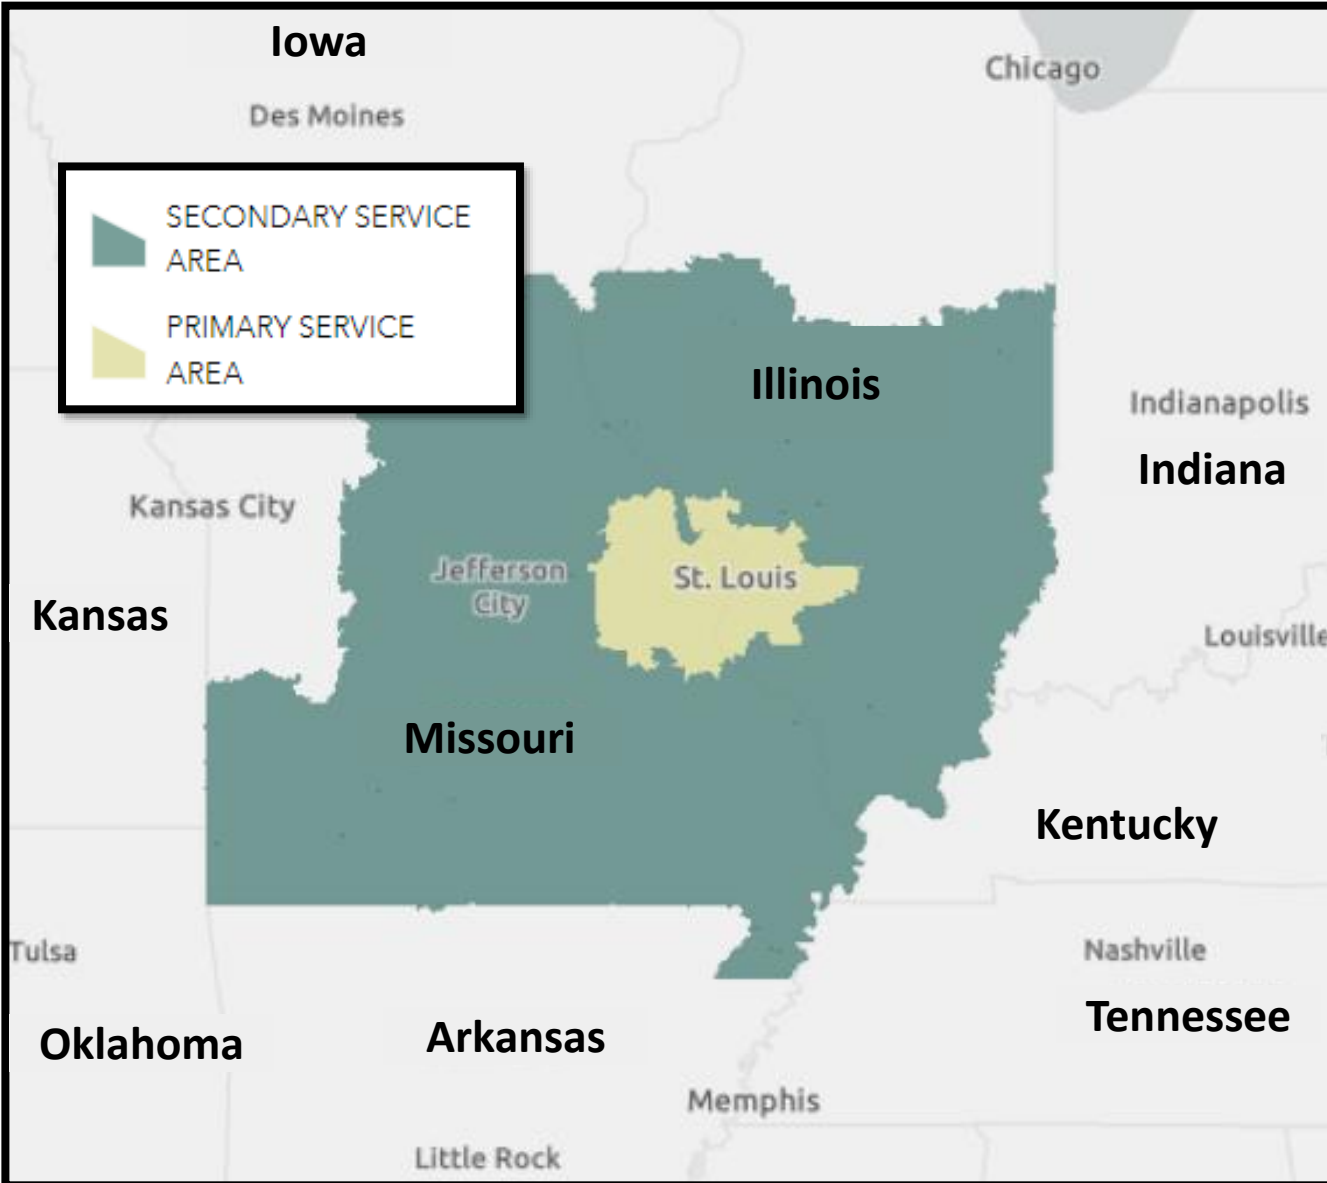 Iowa
Chicago
Des Moines
SECONDARY SERVICE
AREA
PRIMARY SERVICE
AREA
Illinois
Indianapolis
Indiana
Kansas City
Jefferson
City
St. Louis
Kansas
Louisville
Missouri
Kentucky
Tulsa
Nashville
Oklahoma
Arkansas
Tennessee
Memphis
Little Rock